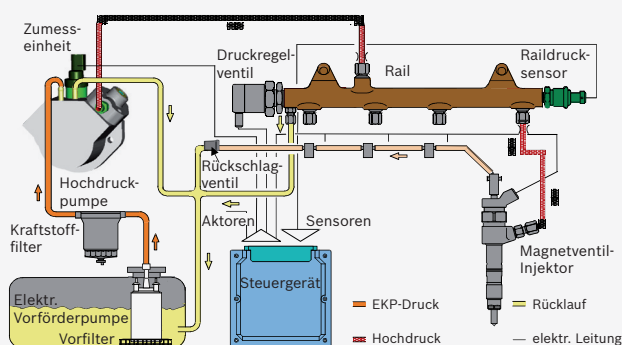 Zumess-
einheit
Druckregel-
ventil
Rail
Raildruck-
sensor
Hochdruck-
pumpe
Rückschlag-
ventil
Kraftstoff-
filter
Aktoren
Sensoren
Magnetventil-
Injektor
Elektr.
Vorförderpumpe
Vorfilter
Steuergerät
EKP-Druck
Rücklauf
Hochdruck
elektr. Leitung